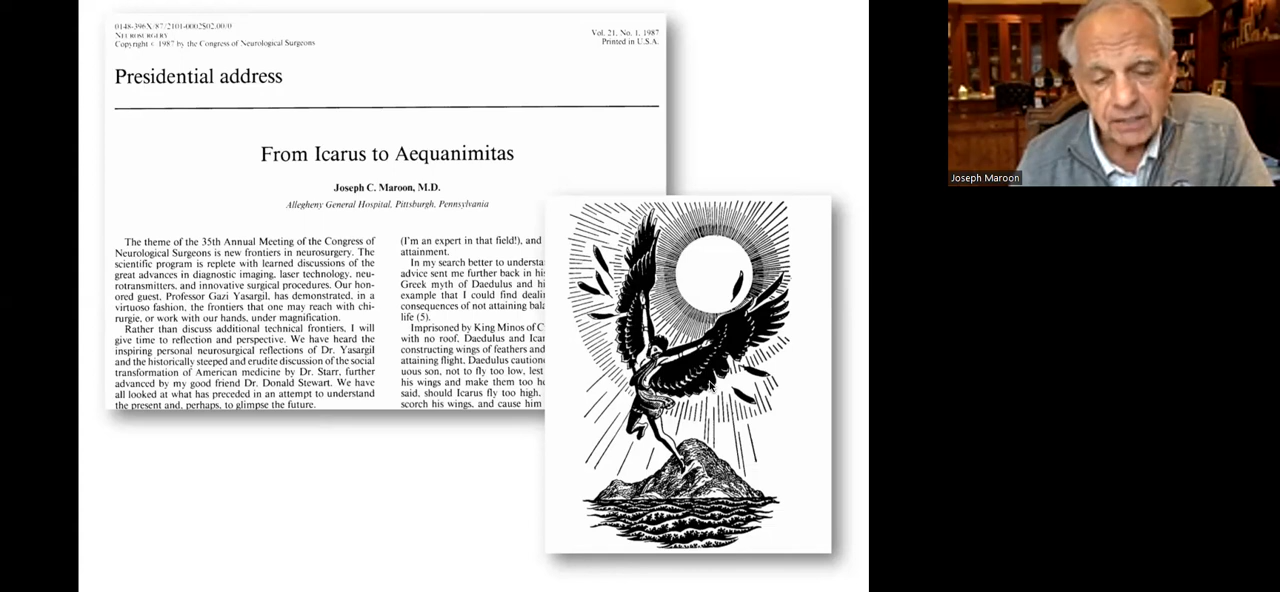 0148-396X/87/2101-0002$02.00/0
NEUROSURGERY
Copyright © 1987 by the Congress of Neurological Surgeons
Vol. 21, No. 1, 1987
Printed in U.S.A.
Presidential address
From Icarus to Aequanimitas
Joseph C. Maroon, M.D.
Allegheny General Hospital, Pittsburgh, Pennsylvania
The theme of the 35th Annual Meeting of the Congress of
Neurological Surgeons is new frontiers in neurosurgery. The
scientific program is replete with learned discussions of the
great advances in diagnostic imaging, laser technology, neu-
rotransmitters, and innovative surgical procedures. Our hon-
ored guest, Professor Gazi Yasargil, has demonstrated, in a
virtuoso fashion, the frontiers that one may reach with chi-
rurgie, or work with our hands, under magnification.
Rather than discuss additional technical frontiers, I will
give time to reflection and perspective. We have heard the
inspiring personal neurosurgical reflections of Dr. Yasargil
and the historically steeped and erudite discussion of the social
transformation of American medicine by Dr. Starr, further
advanced by my good friend Dr. Donald Stewart. We have
all looked at what has preceded in an attempt to understand
the present and, perhaps, to glimpse the future.
(I'm an expert in that field!), and
attainment.
In my search better to understa
advice sent me further back in his
Greek myth of Daedulus and hi
example that I could find deali
consequences of not attaining bala
life (5).
Imprisoned by King Minos of C
with no roof, Daedulus and Icar
constructing wings of feathers and
attaining flight. Daedulus caution
uous son, not to fly too low, lest
his wings and make them too he
said, should Icarus fly too high,
scorch his wings, and cause him
Joseph Maroon